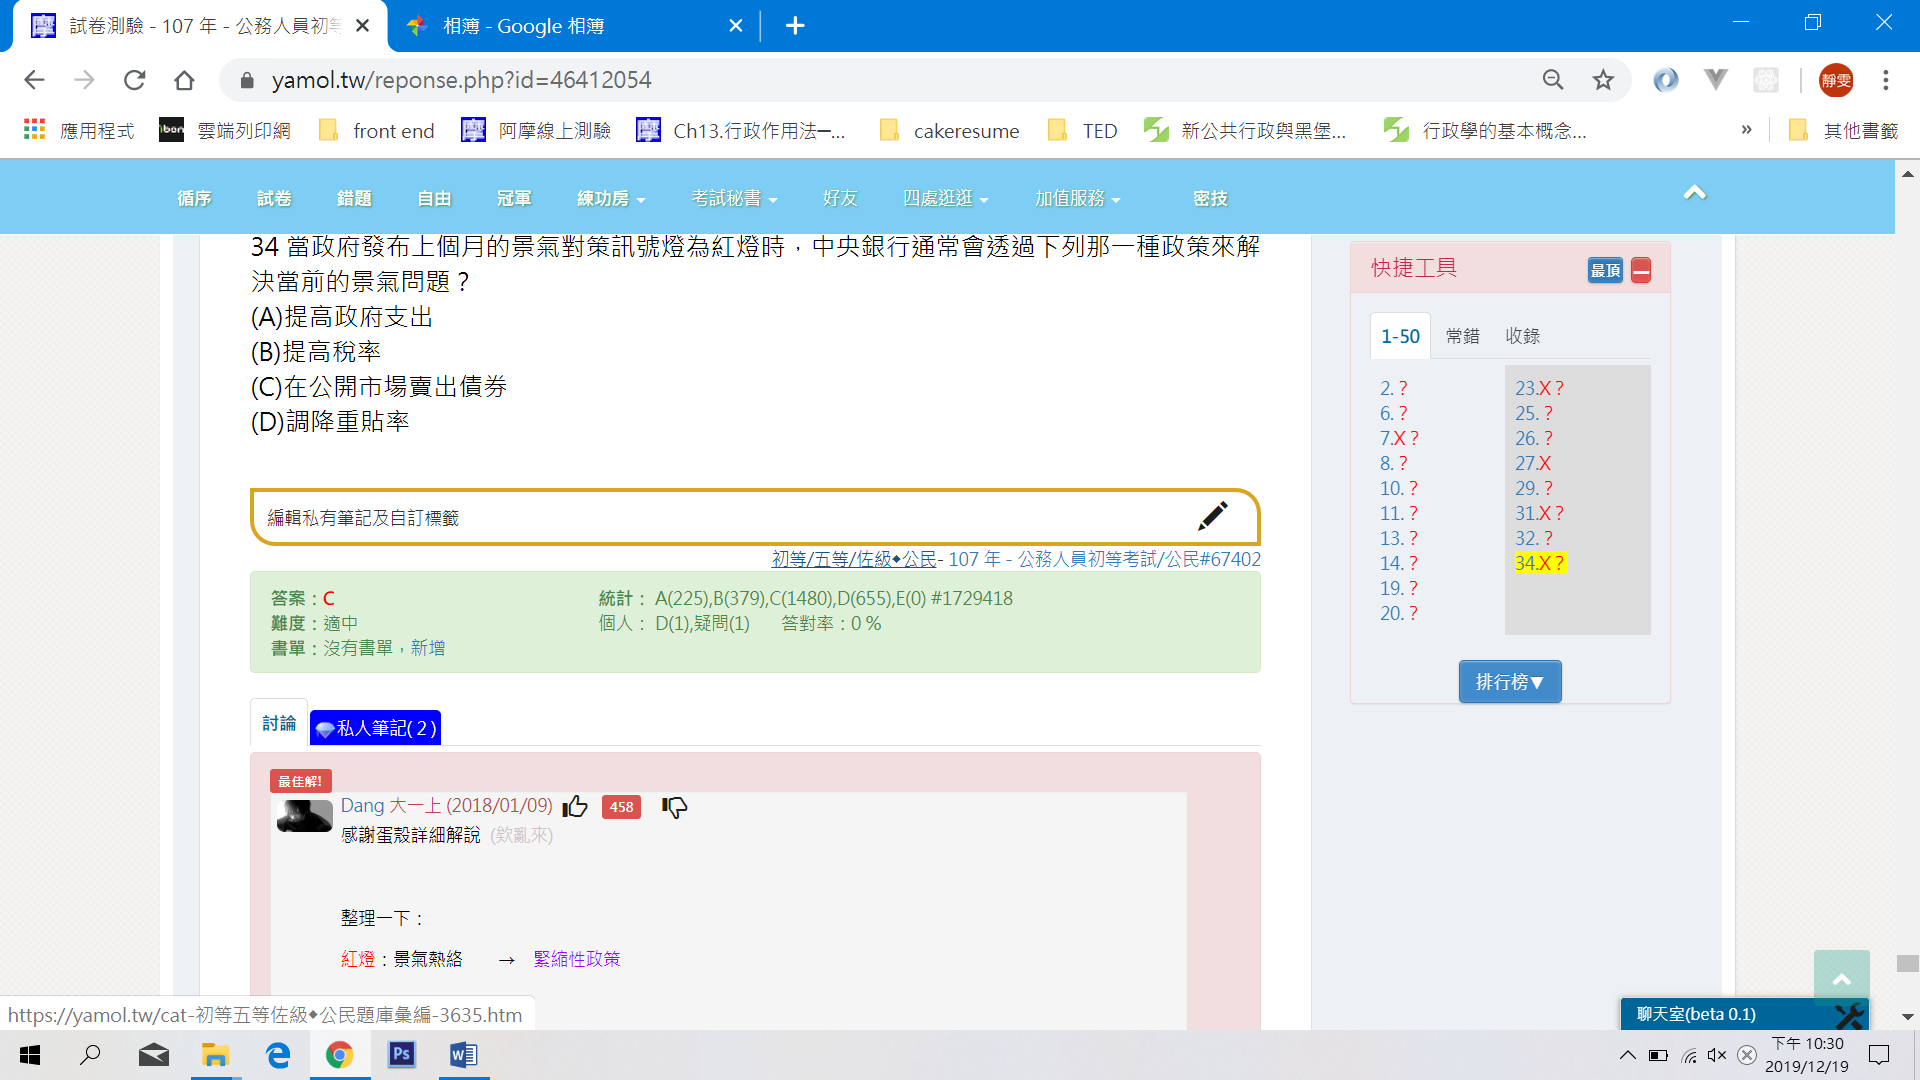 試卷測驗 - 107 年 - 公務人員初等
相簿 - Google 相簿
yamol.tw/reponse.php?id=46412054
靜雯
應用程式
ibon
雲端列印網
front end
阿摩線上測驗
Ch13.行政作用法─...
cakeresume
TED
新公共行政與黑堡...
行政學的基本概念...
»
其他書籤
循序
試卷
錯題
自由
冠軍
練功房
考試秘書
好友
四處逛逛
加值服務
密技
34 當政府發布上個月的景氣對策訊號燈為紅燈時，中央銀行通常會透過下列那一種政策來解
決當前的景氣問題？
(A)提高政府支出
(B)提高稅率
(C)在公開市場賣出債券
(D)調降重貼率
編輯私有筆記及自訂標籤
初等/五等/佐級◆公民- 107 年 - 公務人員初等考試/公民#67402
答案：C
難度：適中
書單：沒有書單，新增
統計： A(225),B(379),C(1480),D(655),E(0) #1729418
個人： D(1),疑問(1) 答對率：0 %
討論
私人筆記( 2 )
最佳解!
Dang 大一上 (2018/01/09)
458
感謝蛋殼詳細解說 (欸亂來)
整理一下：
紅燈：景氣熱絡 → 緊縮性政策
快捷工具
最頂
1-50
常錯
收錄
2. ?
6. ?
7.X ?
8. ?
10. ?
11. ?
13. ?
14. ?
19. ?
20. ?
23.X ?
25. ?
26. ?
27.X
29. ?
31.X ?
32. ?
34.X ?
排行榜▼
https://yamol.tw/cat-初等五等佐級◆公民題庫彙編-3635.htm
聊天室(beta 0.1)
Ps
下午 10:30
2019/12/19